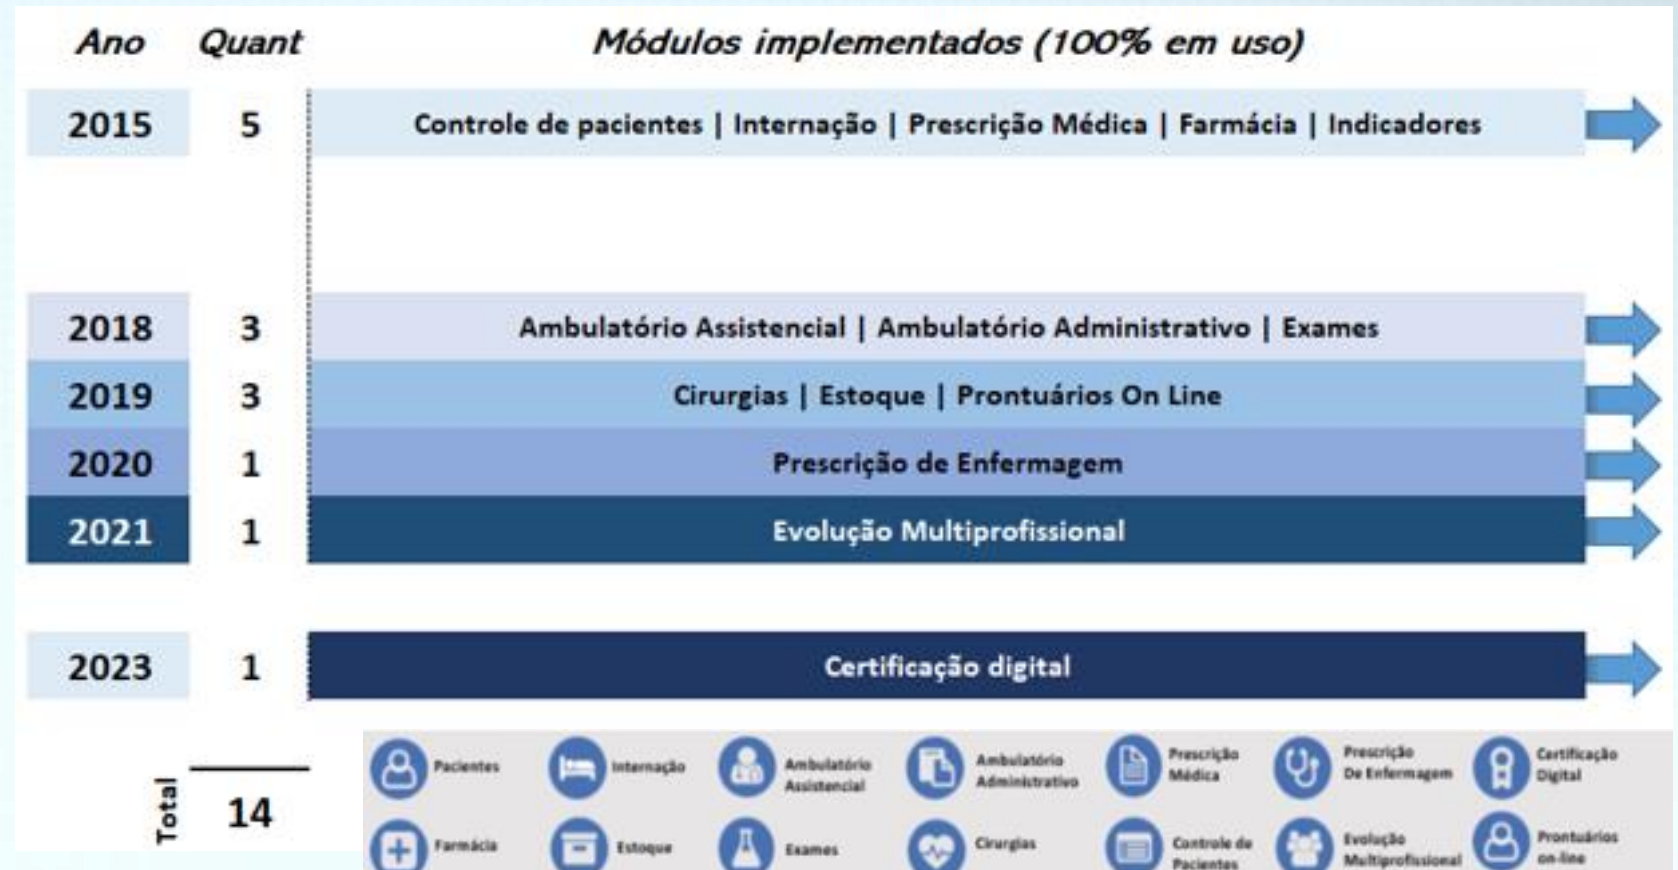 Ano Quant Módulos implementados (100% em uso)
2015 5 Controle de pacientes | Internação | Prescrição Médica | Farmácia | Indicadores
2018 3 Ambulatório Assistencial | Ambulatório Administrativo | Exames
2019 3 Cirurgias | Estoque | Prontuários On Line
2020 1 Prescrição de Enfermagem
2021 1 Evolução Multiprofissional
2023 1 Certificação digital
Total 14
Pacientes
Internação
Ambulatório
Assistencial
Ambulatório
Administrativo
Prescrição
Médica
Prescrição
De Enfermagem
Certificação
Digital
Farmácia
Estoque
Exames
Cirurgias
Controle de
Pacientes
Evolução
Multiprofissional
Prontuários
on-line